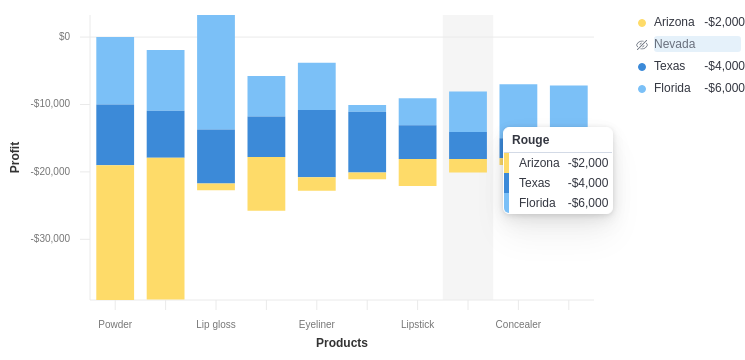 Arizona -$2,000
Nevada
Texas -$4,000
Florida -$6,000
$0
-$10,000
-$20,000
-$30,000
Profit
Rouge
Arizona -$2,000
Texas -$4,000
Florida -$6,000
Powder Lip gloss Eyeliner Lipstick Concealer
Products